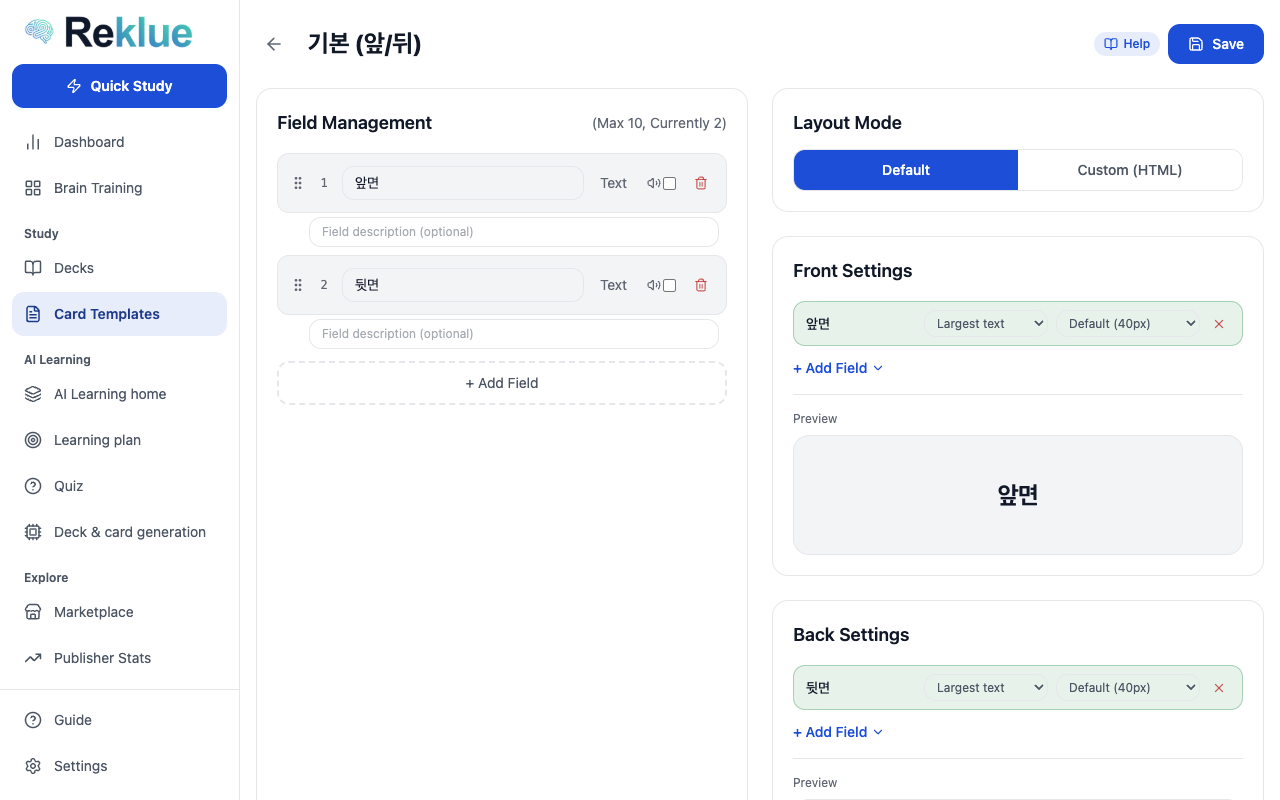 Reklue
Quick Study
Dashboard
Brain Training
Study
Decks
Card Templates
AI Learning
AI Learning home
Learning plan
Quiz
Deck & card generation
Explore
Marketplace
Publisher Stats
Guide
Settings
기본 (앞/뒤)
Help
Save
Field Management
(Max 10, Currently 2)
1 앞면 Text
Field description (optional)
2 뒷면 Text
Field description (optional)
+ Add Field
Layout Mode
Default
Custom (HTML)
Front Settings
앞면 Largest text Default (40px)
+ Add Field
Preview
앞면
Back Settings
뒷면 Largest text Default (40px)
+ Add Field
Preview